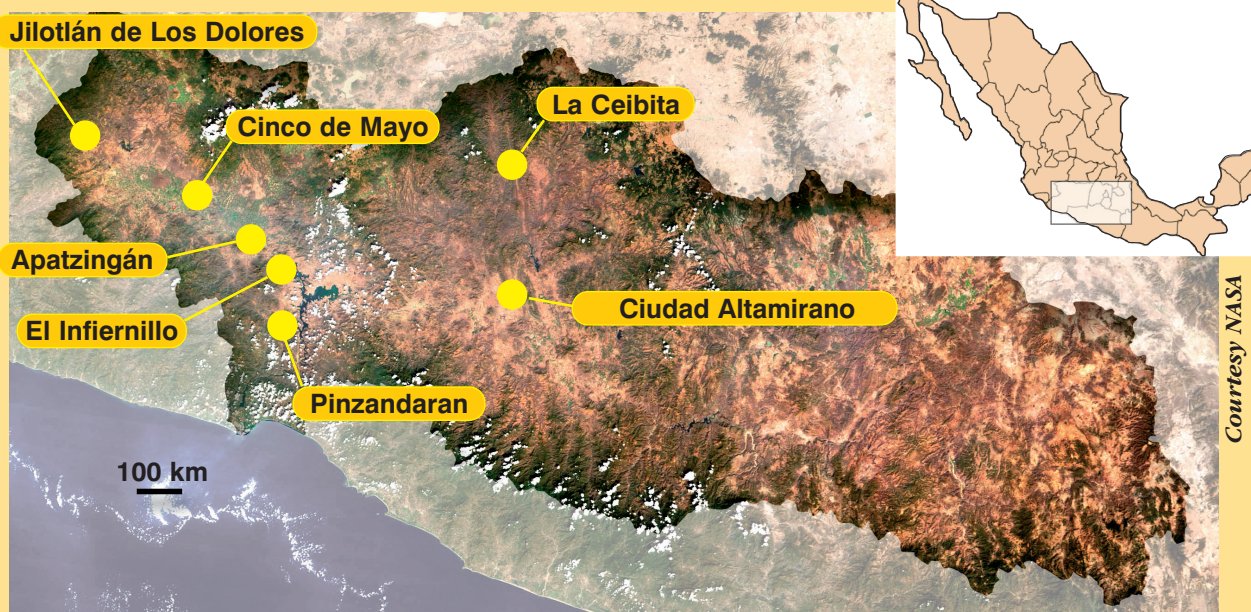 Jilotlán de Los Dolores
La Ceibita
Cinco de Mayo
Apatzingán
El Infiernillo
Ciudad Altamirano
Pinzandaran
100 km
Courtesy NASA